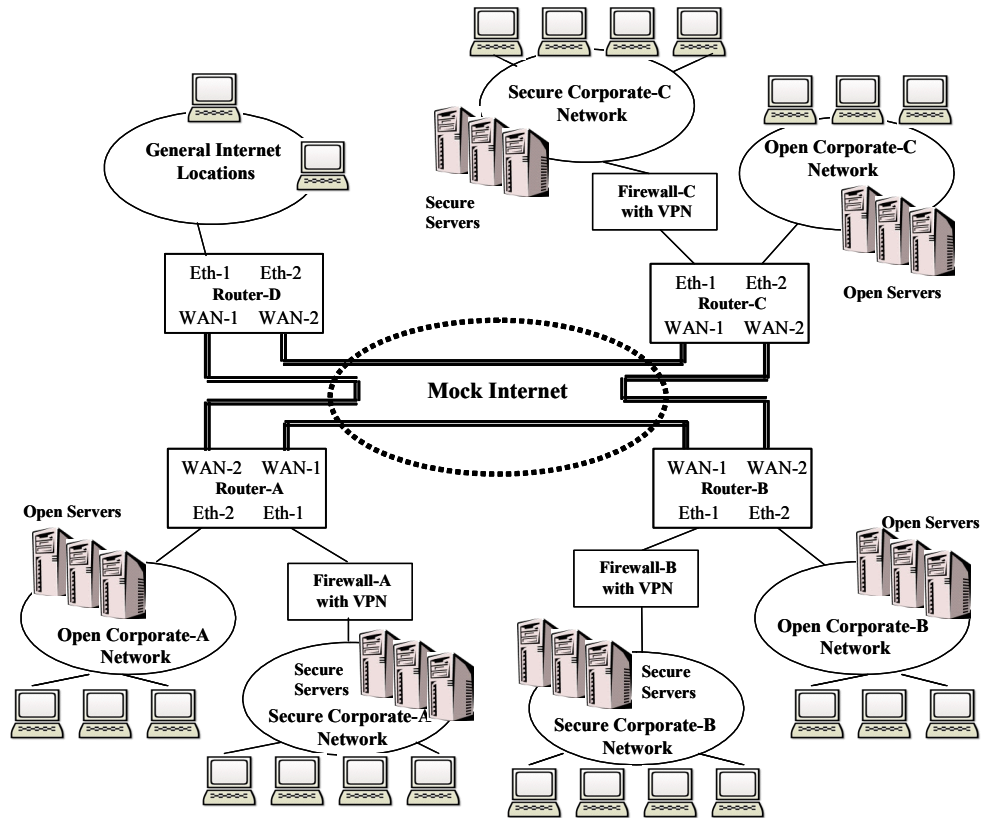 Secure Corporate-C
Network
General Internet
Locations
Open Corporate-C
Network
Secure
Servers
Firewall-C
with VPN
Open Servers
Eth-1 Eth-2
Router-D
WAN-1 WAN-2
Eth-1 Eth-2
Router-C
WAN-1 WAN-2
Mock Internet
WAN-2 WAN-1
Router-A
Eth-2 Eth-1
WAN-1 WAN-2
Router-B
Eth-1 Eth-2
Open Servers
Open Servers
Firewall-A
with VPN
Firewall-B
with VPN
Open Corporate-A
Network
Open Corporate-B
Network
Secure
Servers
Secure Corporate-A
Network
Secure
Servers
Secure Corporate-B
Network